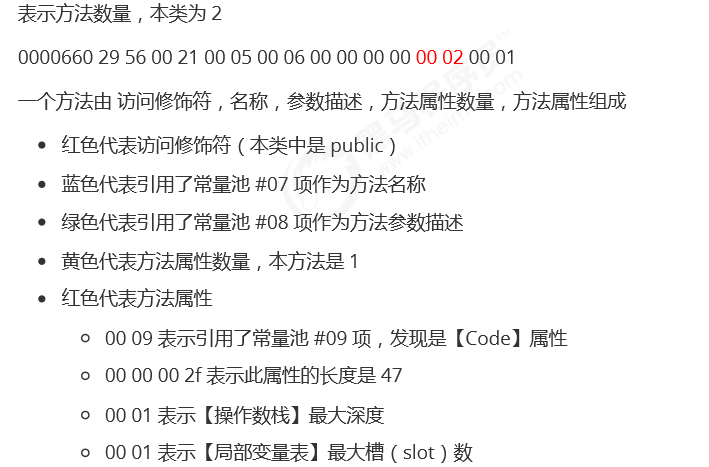 表示方法数量，本类为 2
0000660 29 56 00 21 00 05 00 06 00 00 00 00 00 02 00 01
一个方法由 访问修饰符，名称，参数描述，方法属性数量，方法属性组成
红色代表访问修饰符（本类中是 public）
蓝色代表引用了常量池 #07 项作为方法名称
绿色代表引用了常量池 #08 项作为方法参数描述
黄色代表方法属性数量，本方法是 1
红色代表方法属性
00 09 表示引用了常量池 #09 项，发现是【Code】属性
00 00 00 2f 表示此属性的长度是 47
00 01 表示【操作数栈】最大深度
00 01 表示【局部变量表】最大槽（slot）数